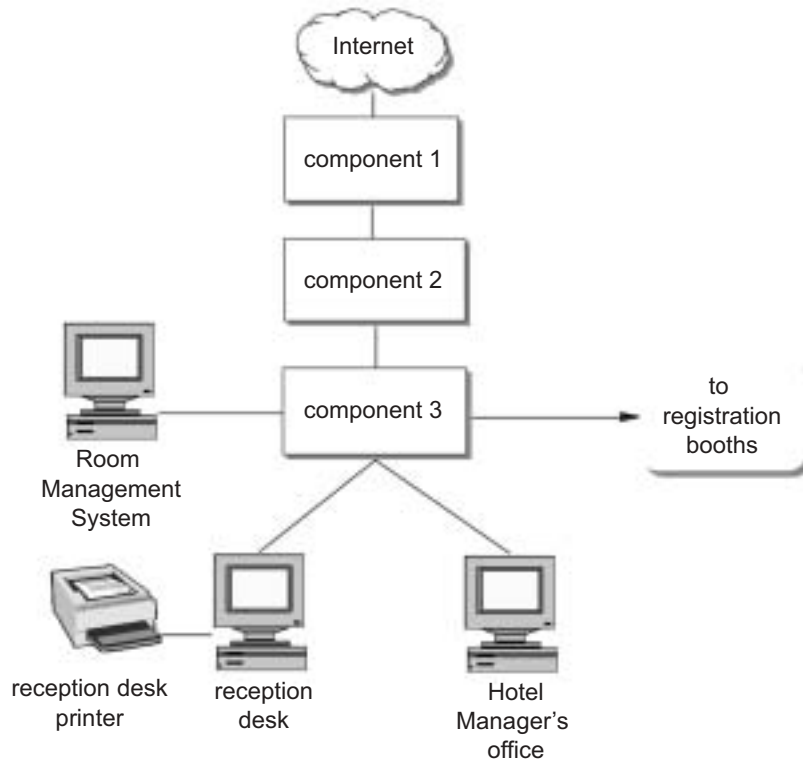 Internet
component 1
component 2
component 3
to
registration
booths
Room
Management
System
reception desk
printer
reception
desk
Hotel
Manager's
office